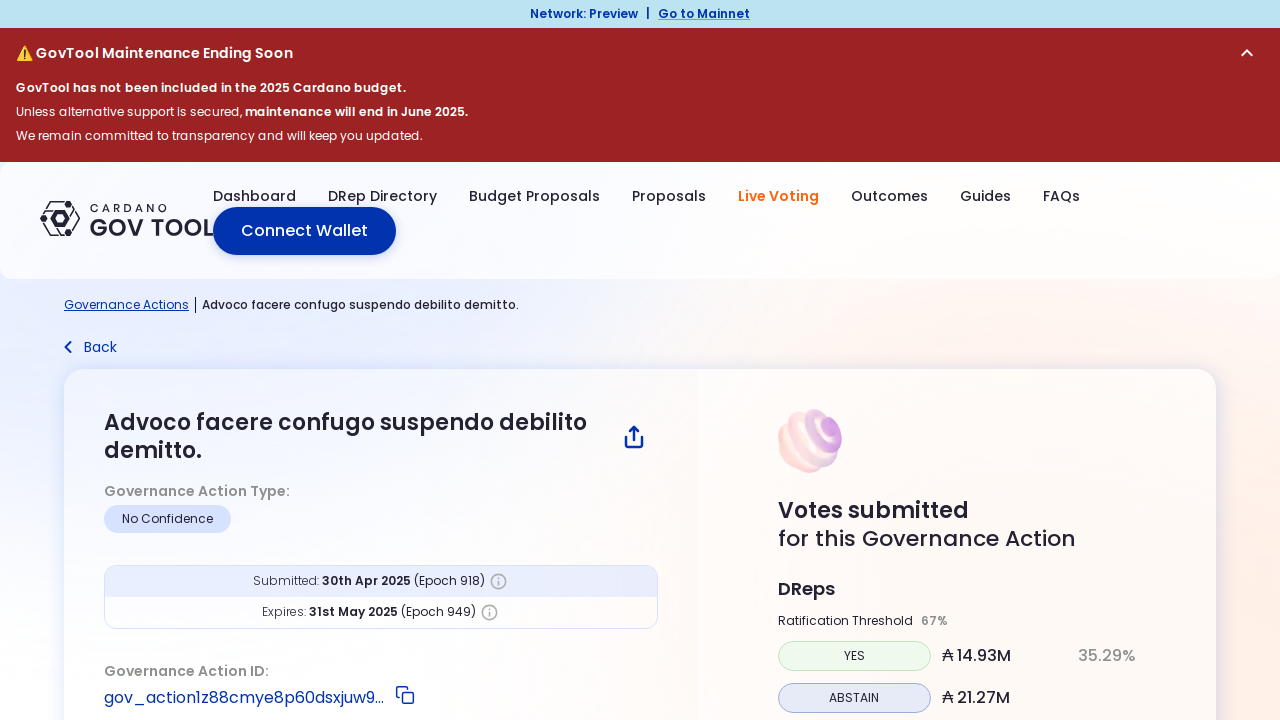 Network: Preview | Go to Mainnet
⚠️ GovTool Maintenance Ending Soon
GovTool has not been included in the 2025 Cardano budget.
Unless alternative support is secured, maintenance will end in June 2025.
We remain committed to transparency and will keep you updated.
CARDANO
GOV TOOL
Dashboard DRep Directory Budget Proposals Proposals Live Voting Outcomes Guides FAQs
Connect Wallet
Governance Actions | Advoco facere confugo suspendo debilito demitto.
Back
Advoco facere confugo suspendo debilito
demitto.
Governance Action Type:
No Confidence
Submitted: 30th Apr 2025 (Epoch 918)
Expires: 31st May 2025 (Epoch 949)
Governance Action ID:
gov_action1z88cmye8p60dsxjuw9...
Votes submitted
for this Governance Action
DReps
Ratification Threshold 67%
YES ₳ 14.93M 35.29%
ABSTAIN ₳ 21.27M